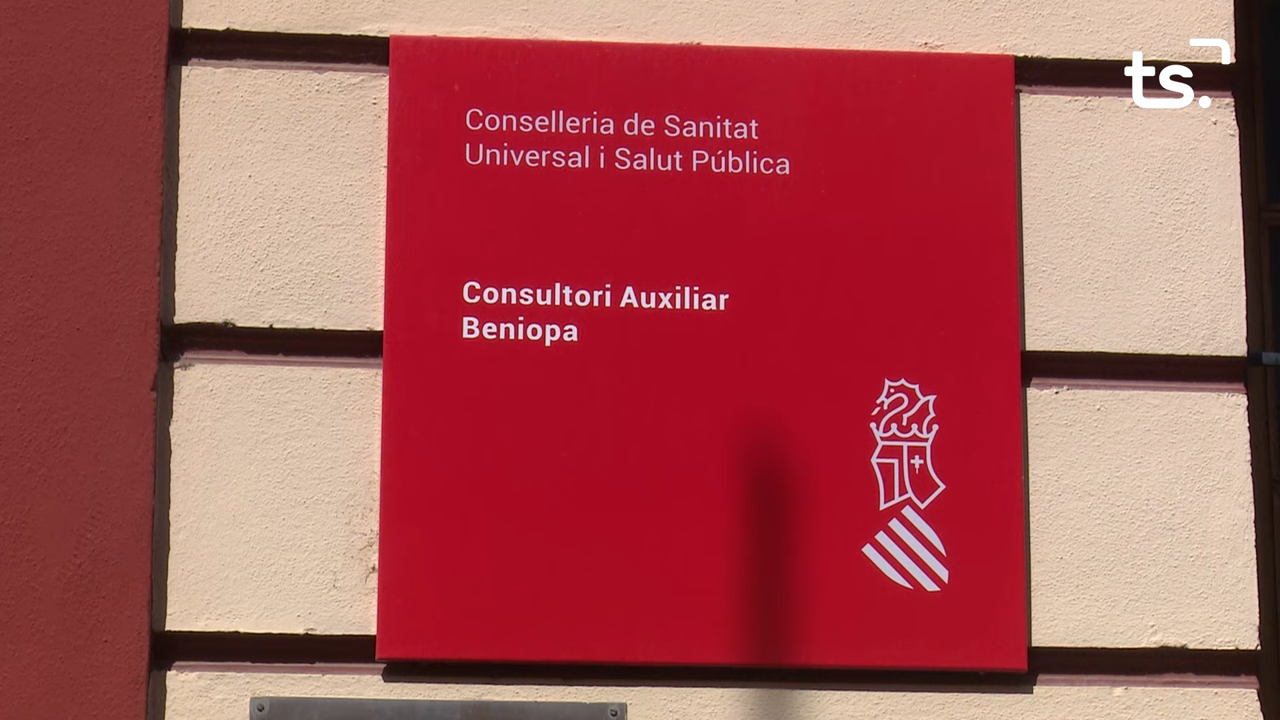 ts.
Conselleria de Sanitat
Universal i Salut Pública
Consultori Auxiliar
Beniopa